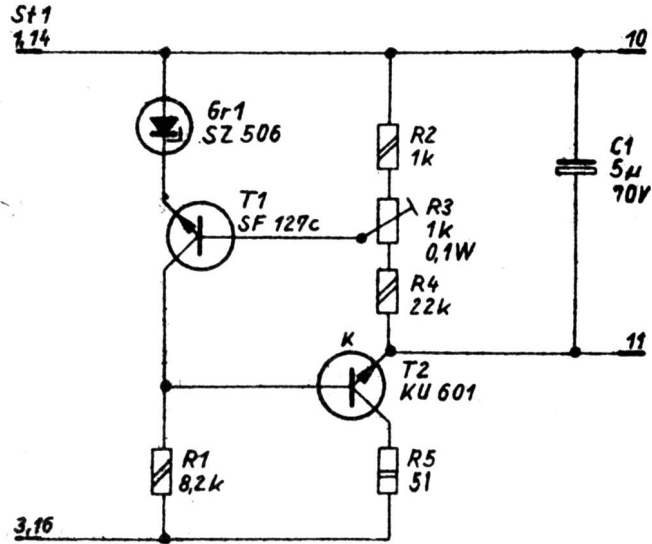 St1
1,14
10
Gr1
SZ 506
R2
1k
C1
5µ
70V
T1
SF 127c
R3
1k
0,1W
R4
22k
11
K
T2
KU 601
R1
8,2k
R5
51
3,16